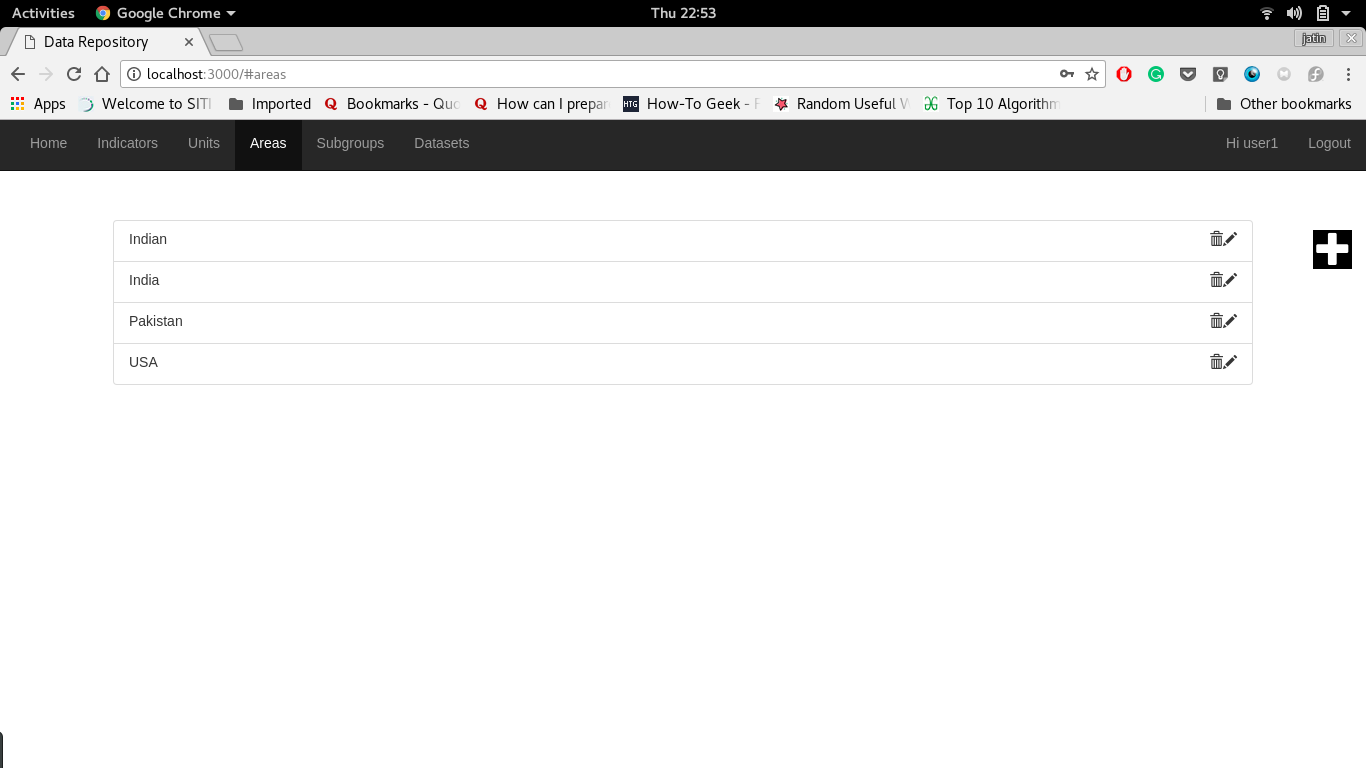 Activities Google Chrome Thu 22:53
Data Repository jatin
localhost:3000/#areas
Apps Welcome to SITI Imported Bookmarks - Quo How can I prepar HTG How-To Geek - F Random Useful W Top 10 Algorithm Other bookmarks
Home Indicators Units Areas Subgroups Datasets Hi user1 Logout
Indian
India
Pakistan
USA